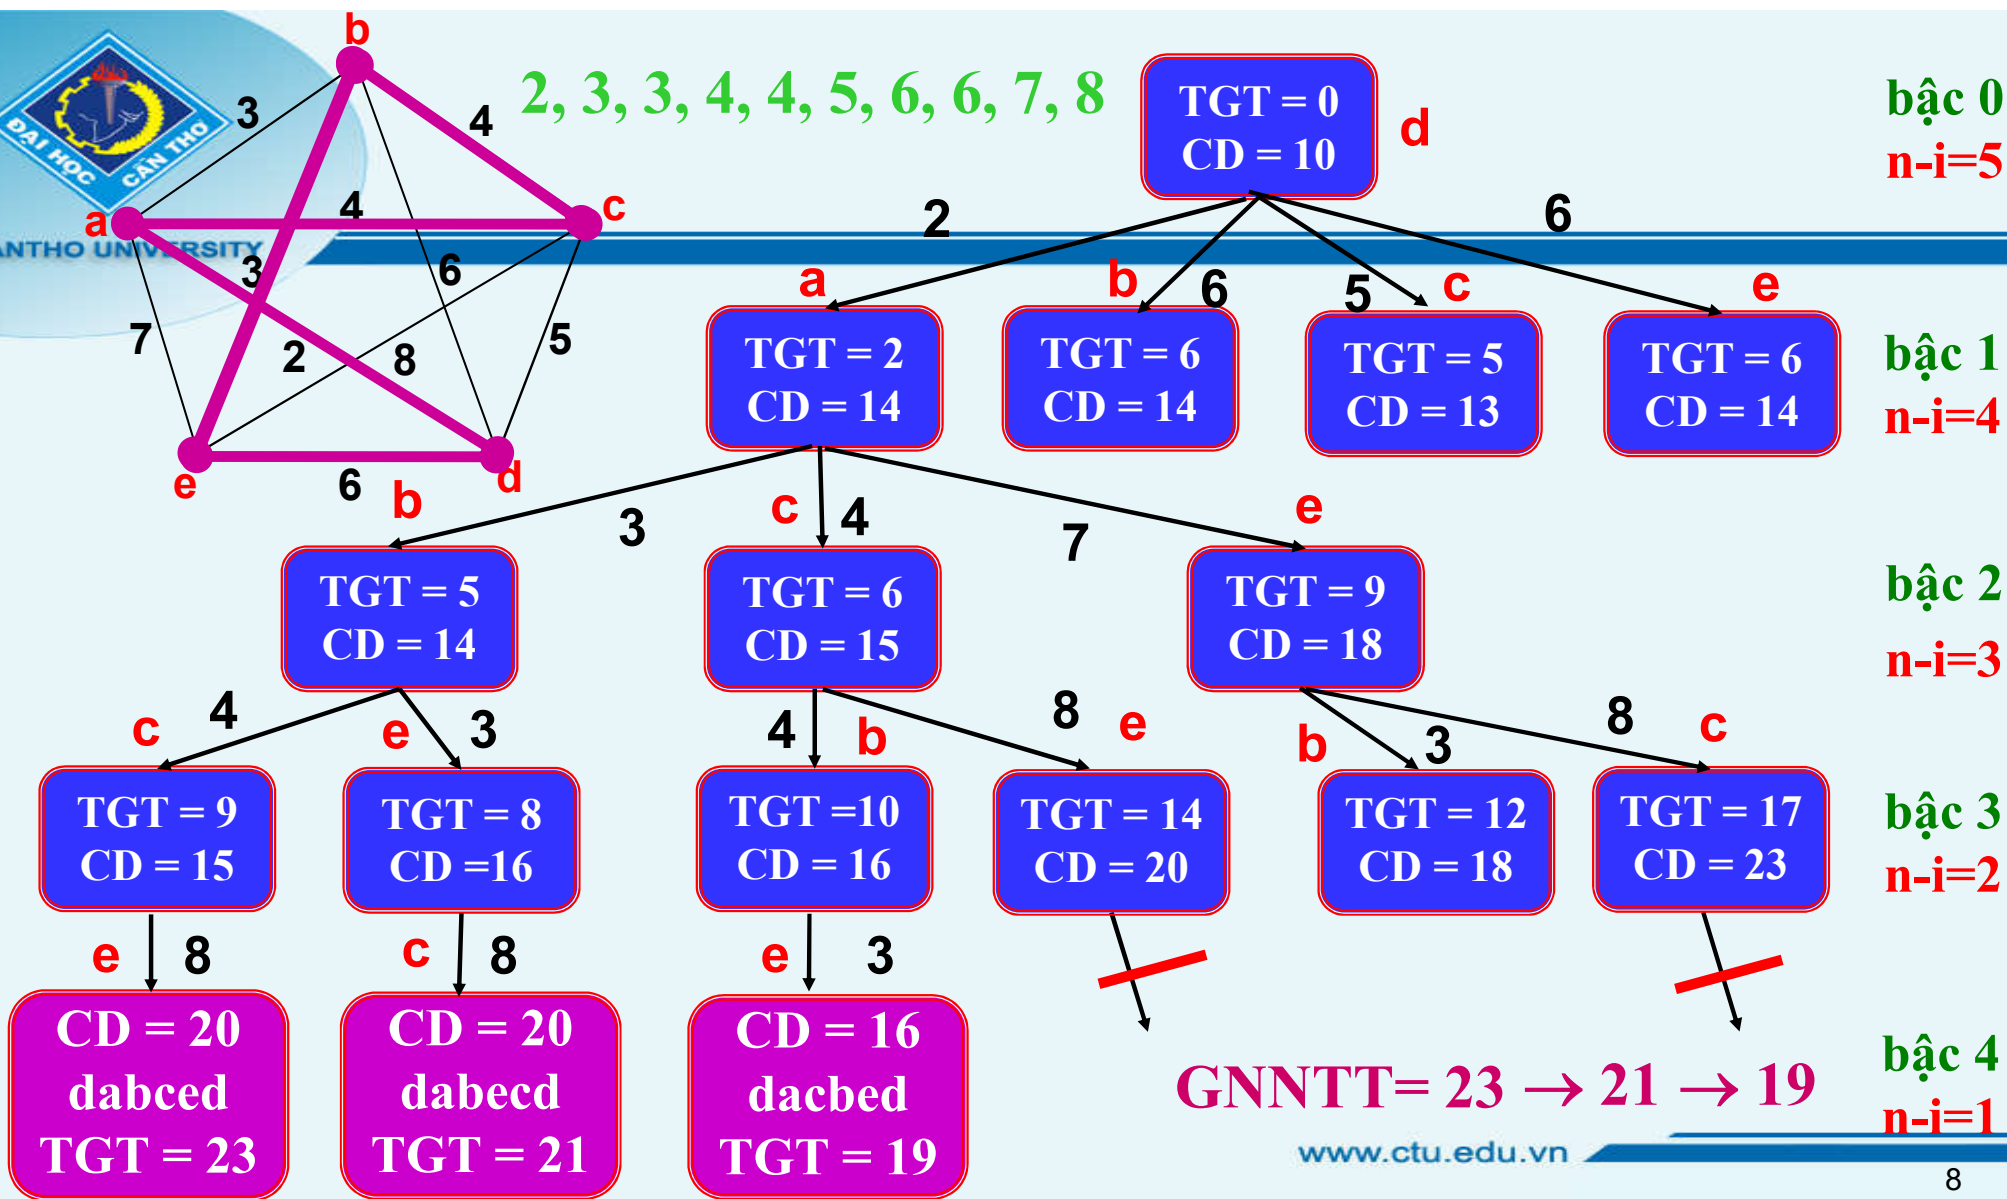 b
3
4
2, 3, 3, 4, 4, 5, 6, 6, 7, 8
ĐẠI HỌC
CẦN THƠ
ANTHO UNIVERSITY
a
4
c
3
6
7
2
8
5
e
6
d
TGT = 0
CD = 10
d
bậc 0
n-i=5
2
6
5
6
a
b
c
e
TGT = 2
CD = 14
TGT = 6
CD = 14
TGT = 5
CD = 13
TGT = 6
CD = 14
bậc 1
n-i=4
b
3
c
4
7
e
TGT = 5
CD = 14
TGT = 6
CD = 15
TGT = 9
CD = 18
bậc 2
n-i=3
c
4
e
3
4
b
8
e
b
3
8
c
TGT = 9
CD = 15
TGT = 8
CD =16
TGT =10
CD = 16
TGT = 14
CD = 20
TGT = 12
CD = 18
TGT = 17
CD = 23
bậc 3
n-i=2
e
8
c
8
e
3
CD = 20
dabced
TGT = 23
CD = 20
dabecd
TGT = 21
CD = 16
dacbed
TGT = 19
GNNTT= 23 → 21 → 19
bậc 4
n-i=1
www.ctu.edu.vn
8